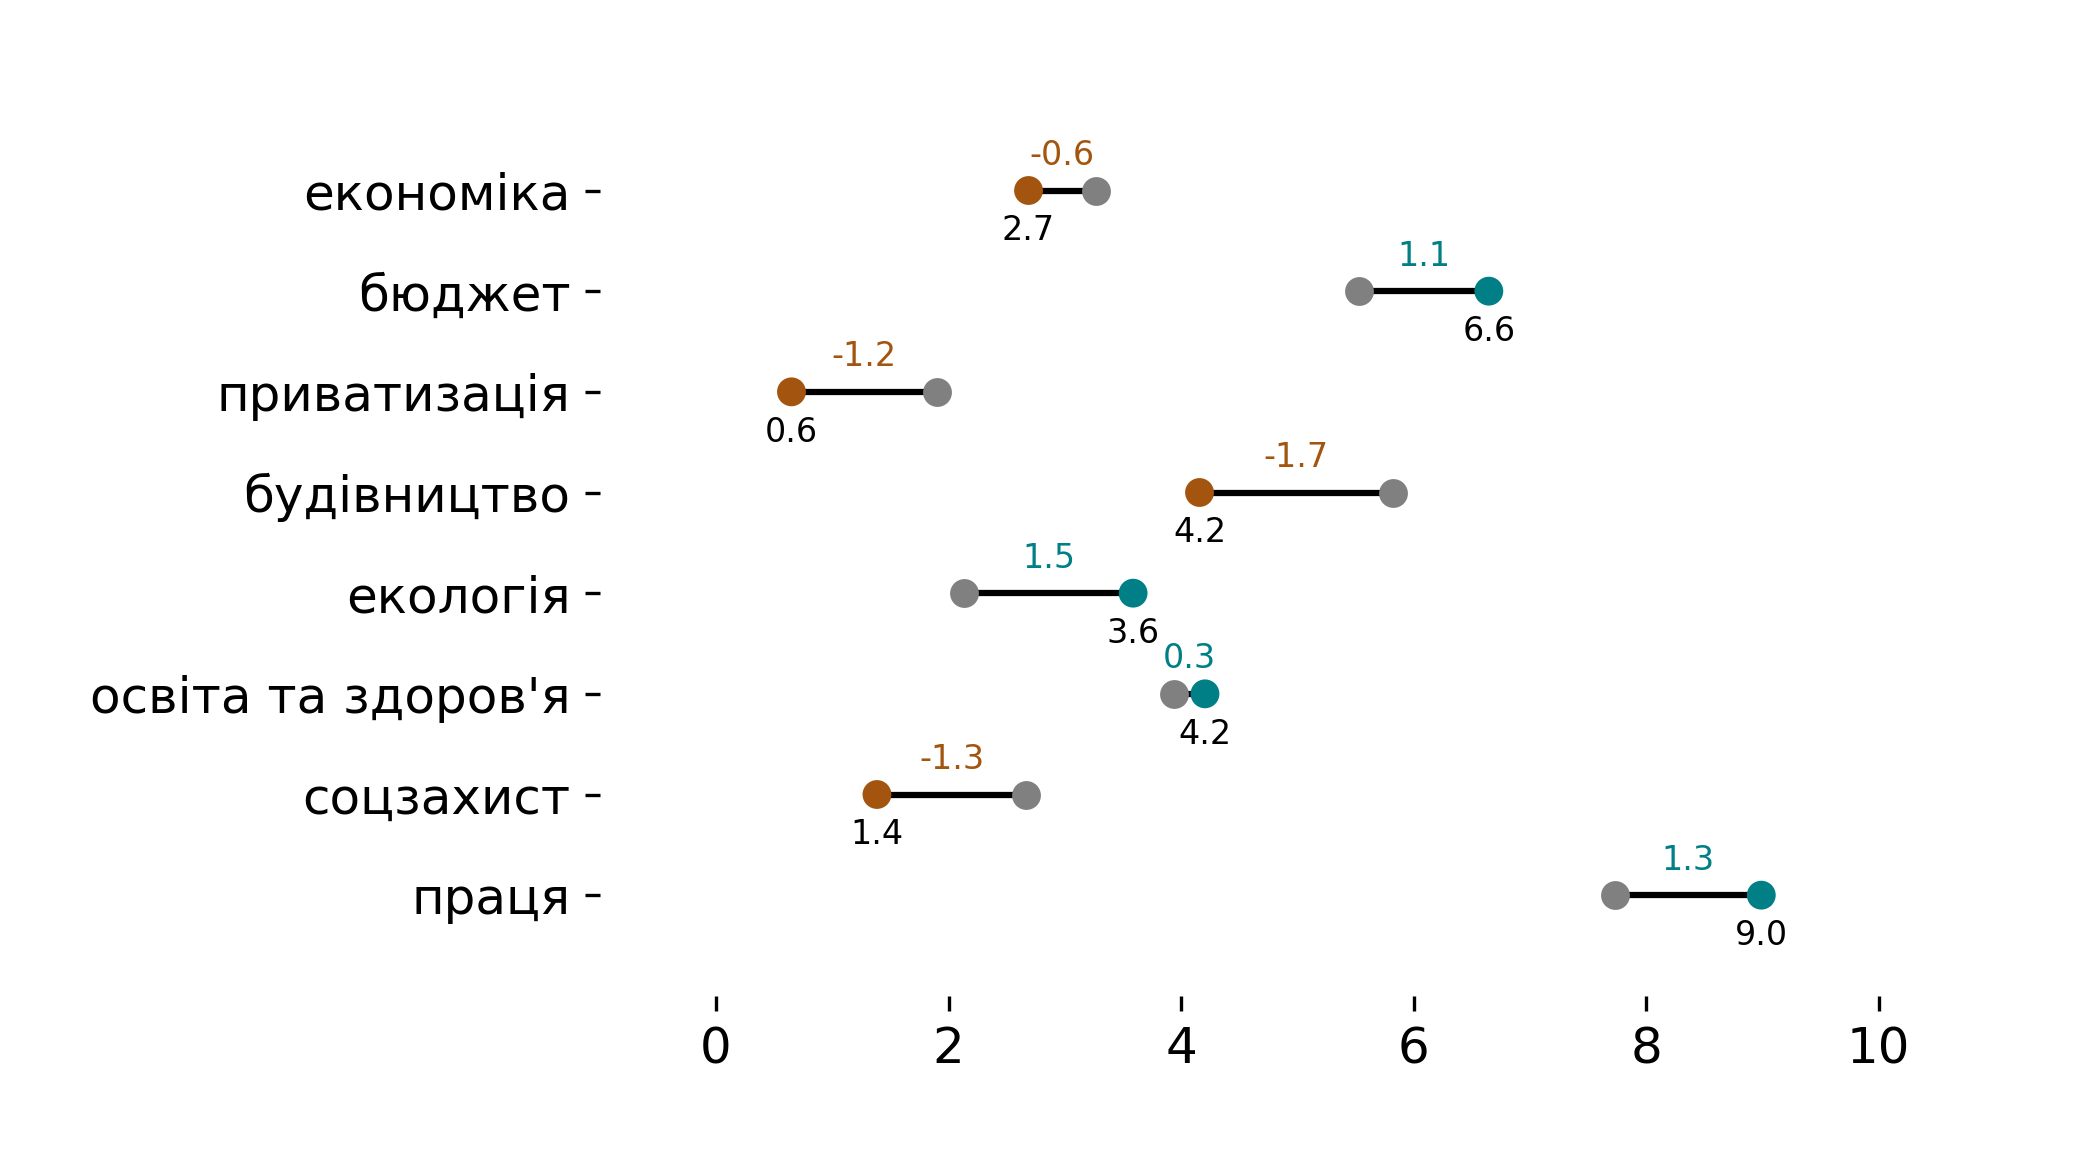 економіка
-0.6
2.7
бюджет
1.1
6.6
приватизація
-1.2
0.6
будівництво
-1.7
4.2
екологія
1.5
3.6
освіта та здоров'я
0.3
4.2
соцзахист
-1.3
1.4
праця
1.3
9.0
0 2 4 6 8 10